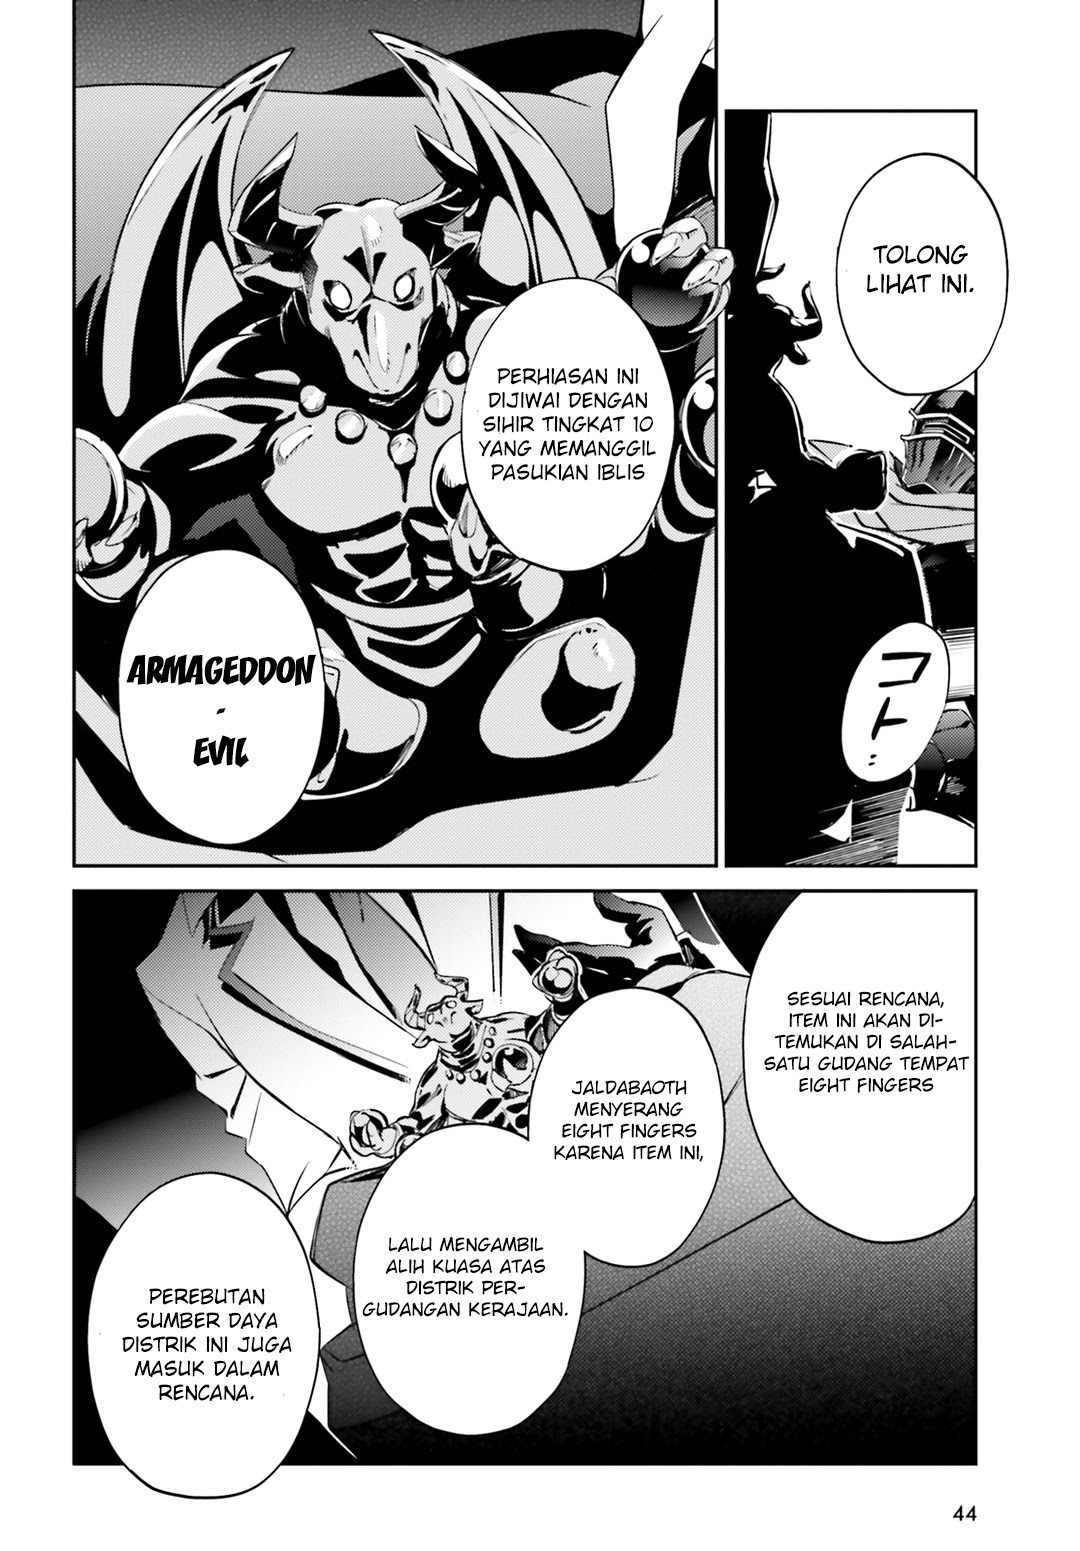 TOLONG
LIHAT INI.
コト‥
PERHIASAN INI
DIJIWAI DENGAN
SIHIR TINGKAT 10
YANG MEMANGGIL
PASUKIAN IBLIS
ARMAGEDDON
-
EVIL
SESUAI RENCANA,
ITEM INI AKAN DI-
TEMUKAN DI SALAH-
SATU GUDANG TEMPAT
EIGHT FINGERS
JALDABAOTH
MENYERANG
EIGHT FINGERS
KARENA ITEM INI,
LALU MENGAMBIL
ALIH KUASA ATAS
DISTRIK PER-
GUDANGAN KERAJAAN.
PEREBUTAN
SUMBER DAYA
DISTRIK INI JUGA
MASUK DALAM
RENCANA.
44